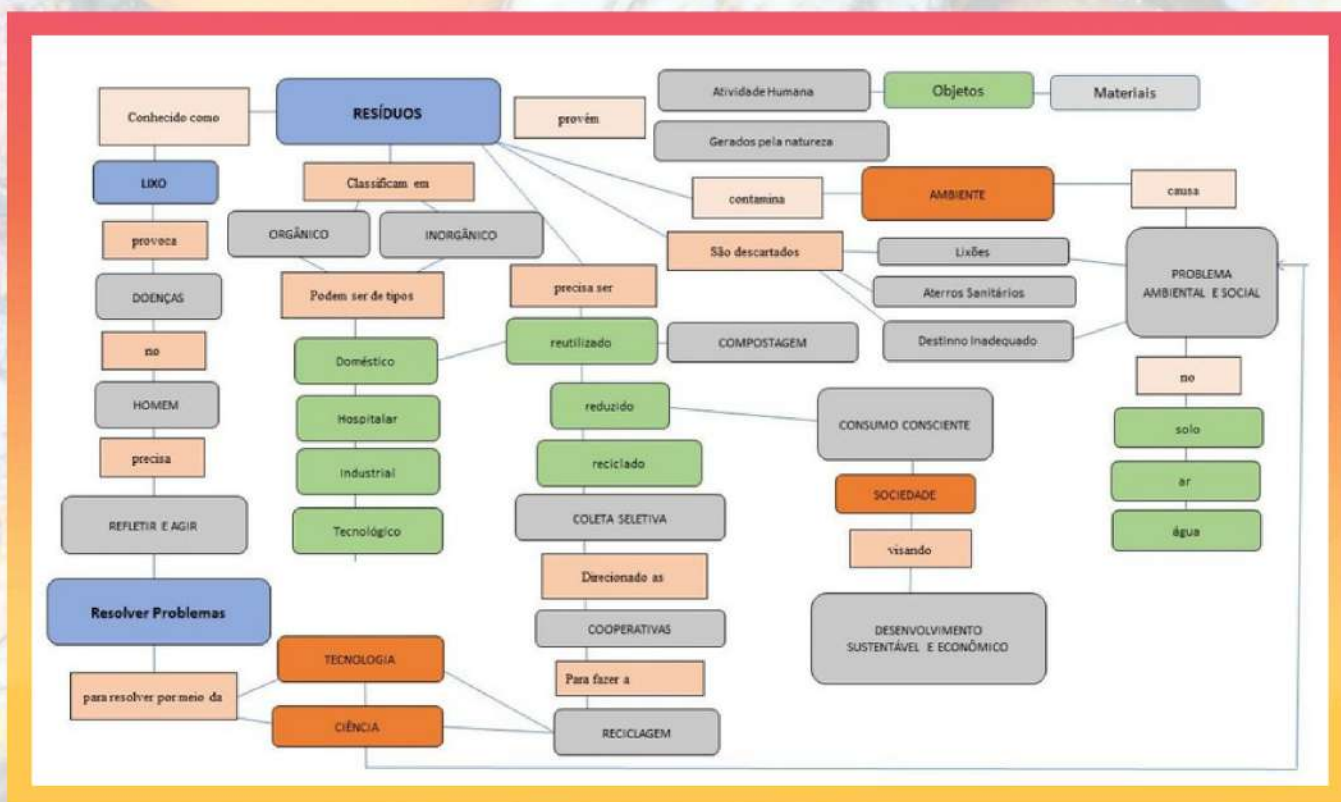 Conhecido como
RESÍDUOS
provém
Atividade Humana
Objetos
Materiais
Gerados pela natureza
LIXO
Classificam em
contamina
AMBIENTE
causa
provoca
ORGÂNICO
INORGÂNICO
São descartados
Lixões
PROBLEMA
AMBIENTAL E SOCIAL
DOENÇAS
Podem ser de tipos
precisa ser
Aterros Sanitários
no
Doméstico
reutilizado
COMPOSTAGEM
Destinno Inadequado
no
HOMEM
Hospitalar
reduzido
CONSUMO CONSCIENTE
solo
precisa
Industrial
reciclado
SOCIEDADE
ar
REFLETIR E AGIR
Tecnológico
COLETA SELETIVA
visando
água
Direcionado as
Resolver Problemas
COOPERATIVAS
DESENVOLVIMENTO
SUSTENTÁVEL E ECONÔMICO
TECNOLOGIA
Para fazer a
para resolver por meio da
CIÊNCIA
RECICLAGEM